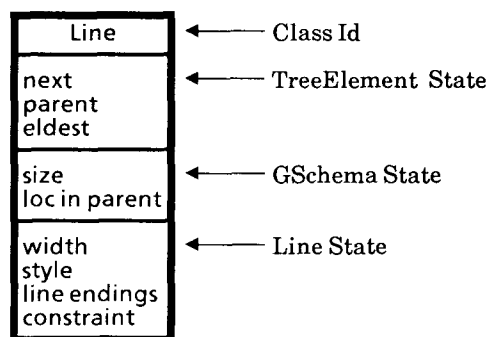 Line
Class Id
next
parent
eldest
TreeElement State
size
loc in parent
GSchema State
width
style
line endings
constraint
Line State